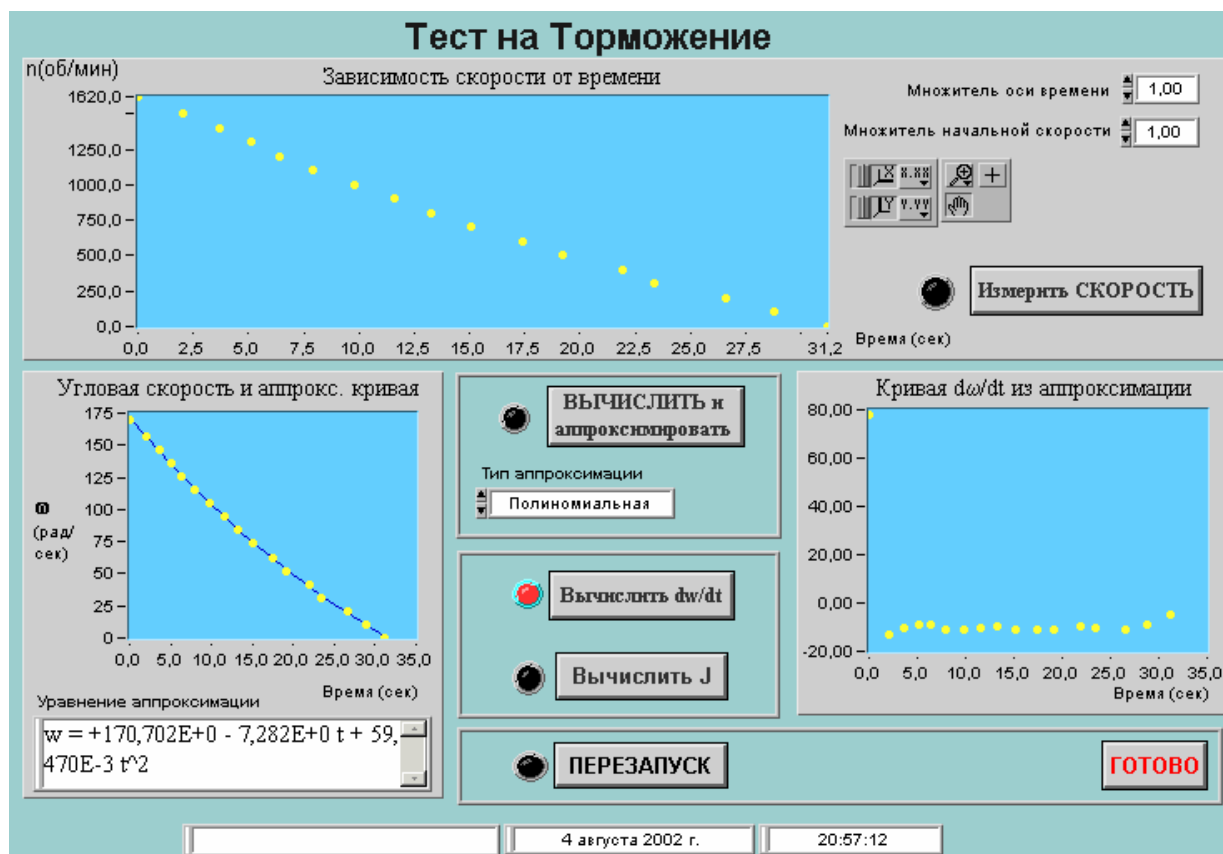 Тест на Торможение
n(об/мин)
Зависимость скорости от времени
1620,0
1250,0
1000,0
750,0
500,0
250,0
0,0
0,0 2,5 5,0 7,5 10,0 12,5 15,0 17,5 20,0 22,5 25,0 27,5 31,2
Время (сек)
Множитель оси времени 1,00
Множитель начальной скорости 1,00
X X.XX
Y Y.YY
Измерить СКОРОСТЬ
Угловая скорость и аппрокс. кривая
175
150
125
100
75
50
25
0
ω
(рад/
сек)
0,0 5,0 10,0 15,0 20,0 25,0 30,0 35,0
Время (сек)
Уравнение аппроксимации
w = +170,702E+0 - 7,282E+0 t + 59,
470E-3 t^2
ВЫЧИСЛИТЬ и
аппроксимировать
Тип аппроксимации
Полиномиальная
Вычислить dw/dt
Вычислить J
Кривая dω/dt из аппроксимации
80,00
60,00
40,00
20,00
0,00
-20,00
0,0 5,0 10,0 15,0 20,0 25,0 30,0 35,0
Время (сек)
ПЕРЕЗАПУСК
ГОТОВО
4 августа 2002 г.
20:57:12